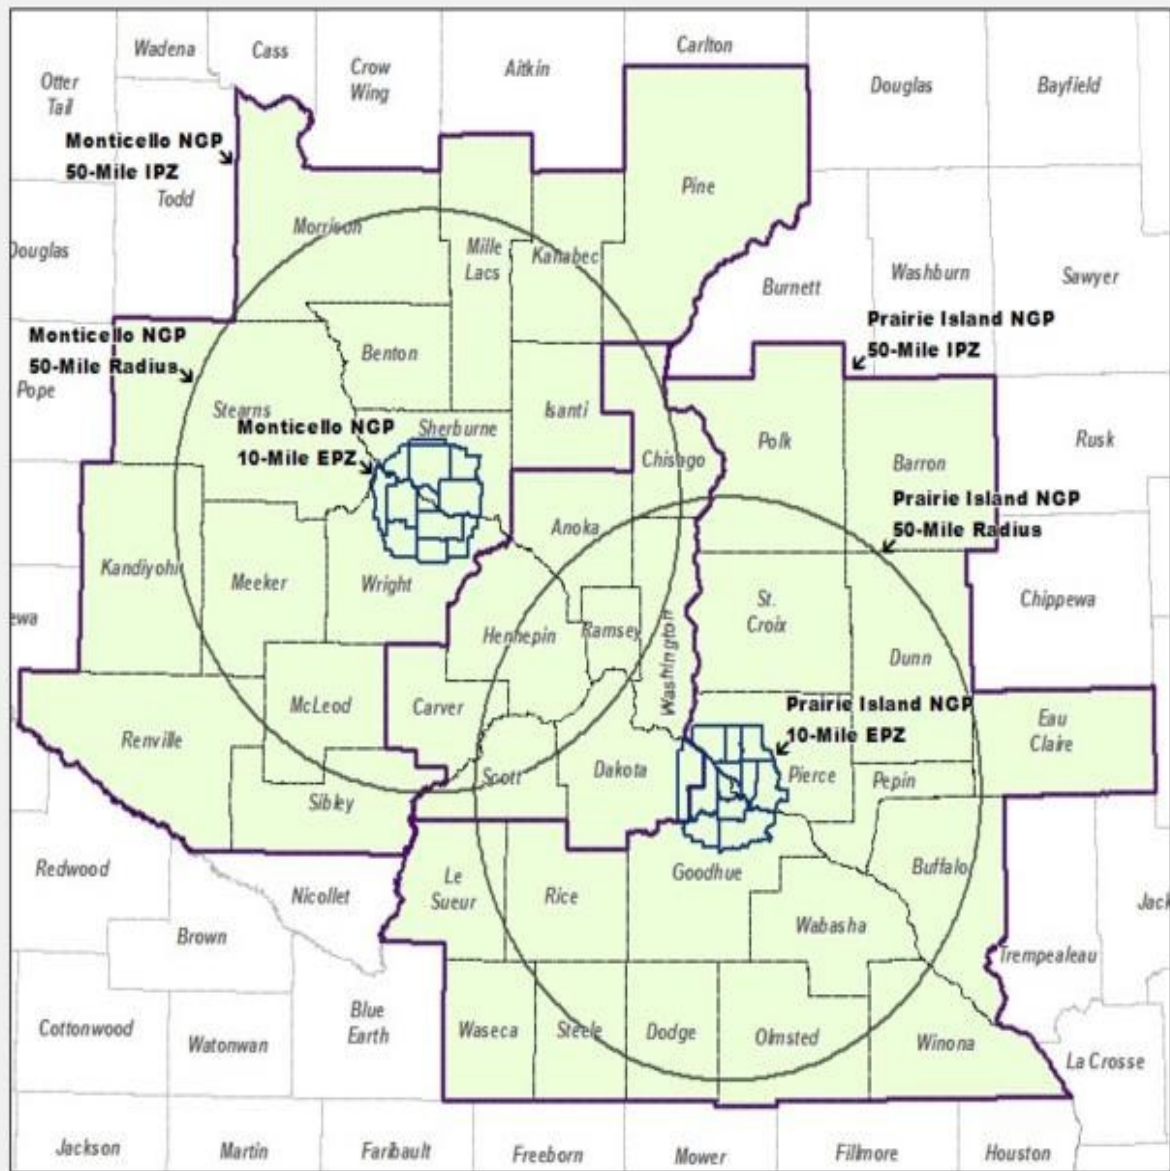 Wadena
Cass
Carlton
Otter
Tail
Crow
Wing
Aitkin
Douglas
Bayfield
Monticello NGP
50-Mile IPZ
Todd
Pine
Morrison
Douglas
Mille
Lacs
Kanabec
Burnett
Washburn
Sawyer
Prairie Island NGP
50-Mile IPZ
Monticello NGP
50-Mile Radius
Benton
Pope
Stearns
Isanti
Monticello NGP
10-Mile EPZ
Sherburne
Chisago
Polk
Barron
Rusk
Prairie Island NGP
50-Mile Radius
Anoka
Kandiyohi
Meeker
Wright
ewa
St.
Croix
Chippewa
Hennepin
Ramsey
Washington
Dunn
McLeod
Carver
Prairie Island NGP
10-Mile EPZ
Eau
Claire
Renville
Scott
Dakota
Pierce
Pepin
Sibley
Redwood
Nicollet
Le
Sueur
Rice
Goodhue
Buffalo
Jack
Brown
Wabasha
Trempealeau
Cottonwood
Watonwan
Blue
Earth
Waseca
Steele
Dodge
Olmsted
Winona
La Crosse
Jackson
Martin
Faribault
Freeborn
Mower
Fillmore
Houston